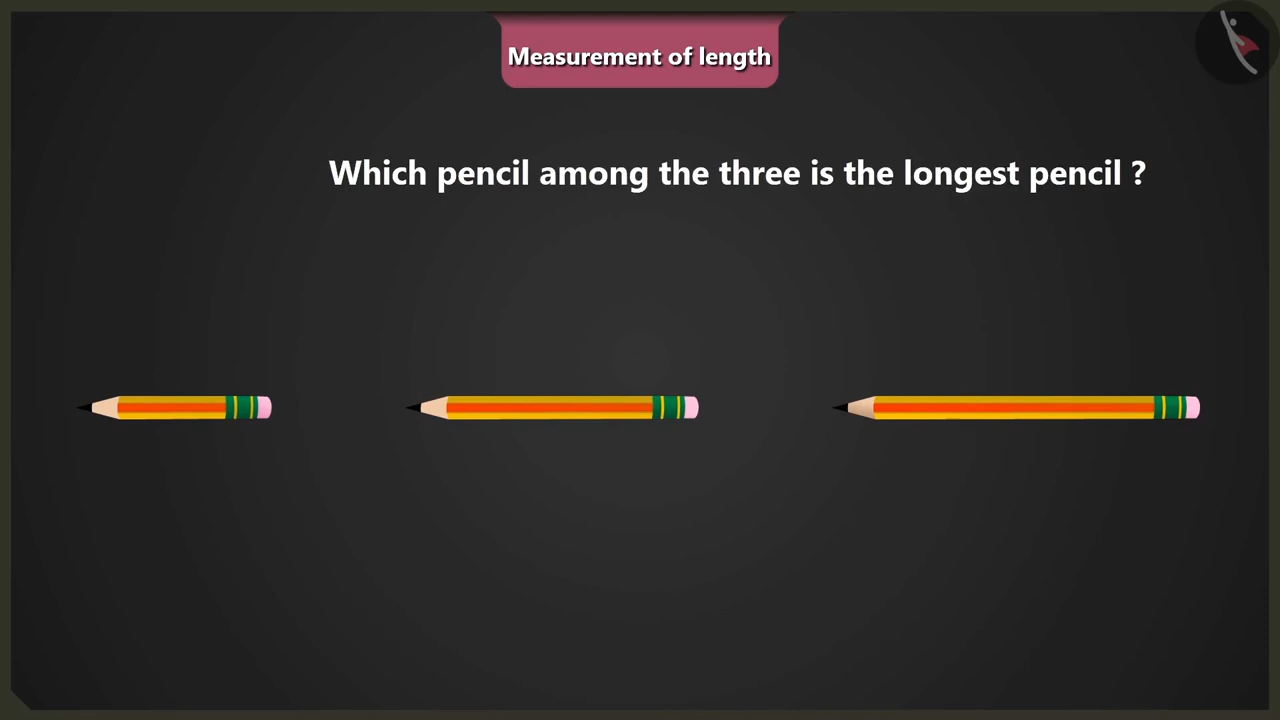 Measurement of length
Which pencil among the three is the longest pencil ?